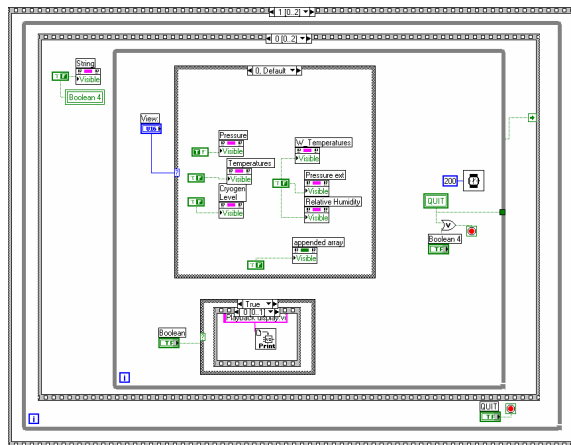 1 [0..2]
0 [0..2]
String
Visible
T F
Boolean 4
0, Default
View:
U16
Pressure
Visible
T F
W_Temperatures
Visible
Temperatures
Visible
T F
Pressure ext
Visible
T F
Cryogen
Level
Visible
T F
Relative Humidity
Visible
appended array
Visible
T F
?
200
QUIT
V
Boolean 4
T F
True
0 [0..1]
Playback display.vi
Print
Boolean
T F
?
i
QUIT
T F
i